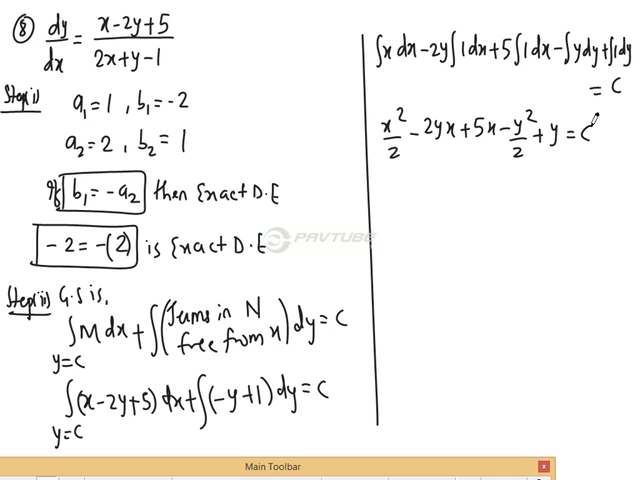 ⑧ dy/dx = (x-2y+5)/(2x+y-1)
Step(i)
a₁=1, b₁=-2
a₂=2, b₂=1
If b₁=-a₂ then Exact D.E
-2=-(2) is Exact D.E
PAVTUBE
Step(ii) G.S is,
∫M dx + ∫(Terms in N free from x) dy = C
y=C
∫(x-2y+5) dx + ∫(-y+1) dy = C
y=C
∫x dx - 2y∫1 dx + 5∫1 dx - ∫y dy + ∫1 dy
= C
x²/2 - 2yx + 5x - y²/2 + y = C
Main Toolbar